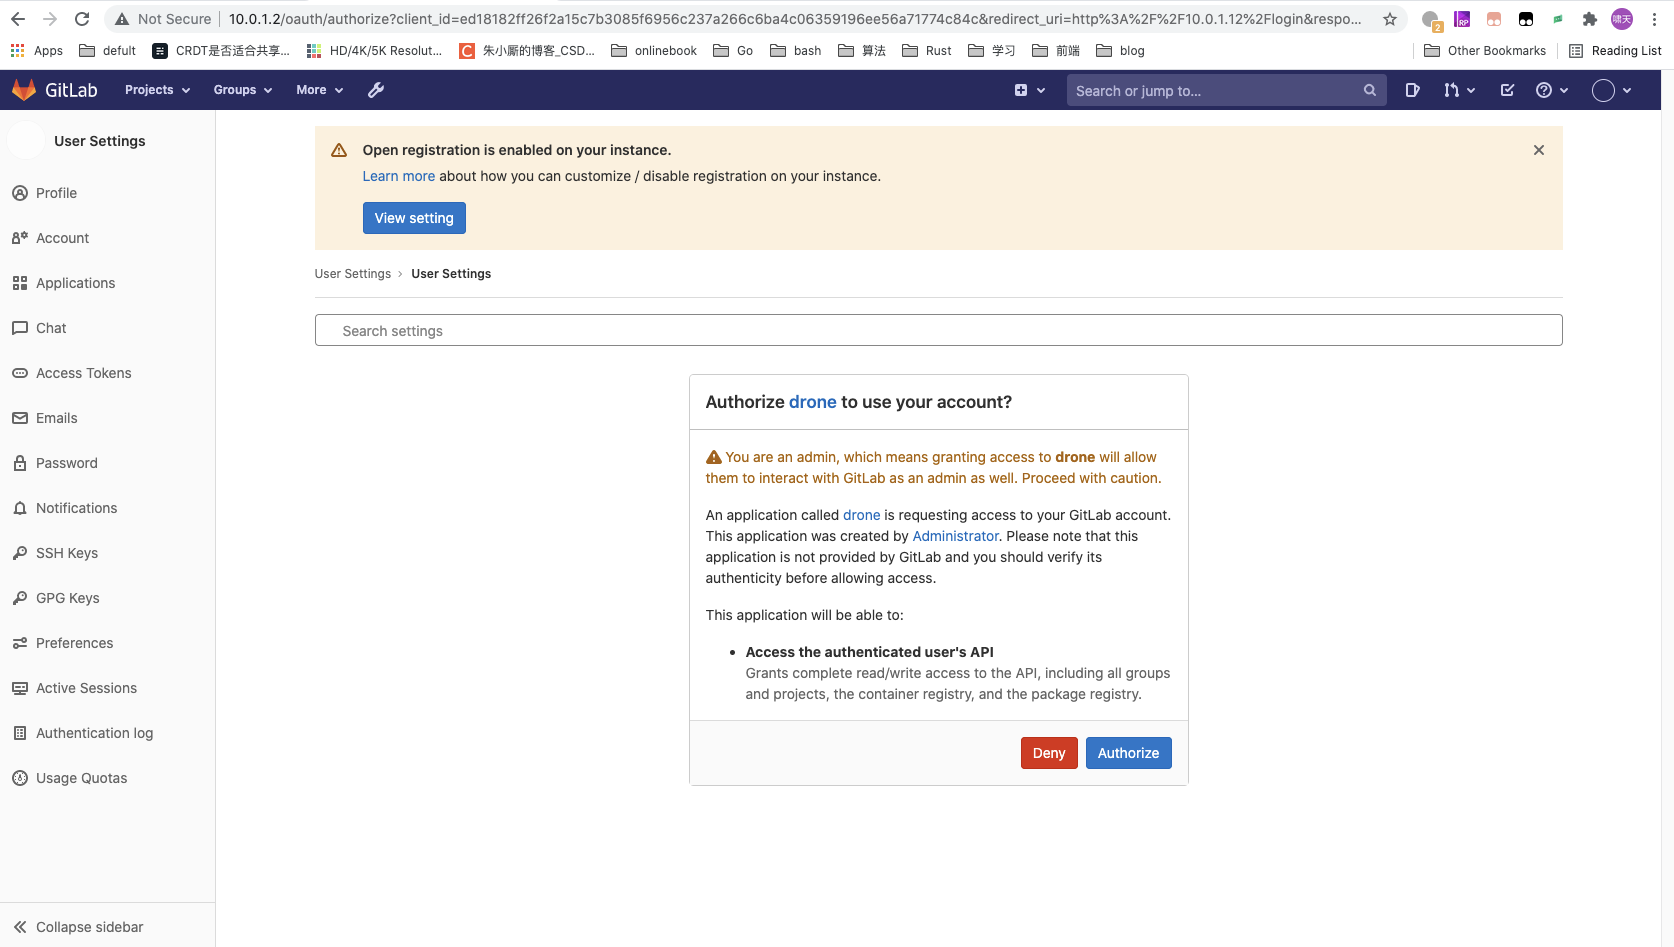 Not Secure
10.0.1.2/oauth/authorize?client_id=ed18182ff26f2a15c7b3085f6956c237a266c6ba4c06359196ee56a71774c84c&redirect_uri=http%3A%2F%2F10.0.1.12%2Flogin&respo...
2
RP
啸天
Apps
defult
CRDT是否适合共享...
HD/4K/5K Resolut...
C
朱小厮的博客_CSD...
onlinebook
Go
bash
算法
Rust
学习
前端
blog
Other Bookmarks
Reading List
GitLab
Projects
Groups
More
Search or jump to...
User Settings
Profile
Account
Applications
Chat
Access Tokens
Emails
Password
Notifications
SSH Keys
GPG Keys
Preferences
Active Sessions
Authentication log
Usage Quotas
Collapse sidebar
Open registration is enabled on your instance.
Learn more about how you can customize / disable registration on your instance.
View setting
User Settings › User Settings
Search settings
Authorize drone to use your account?
You are an admin, which means granting access to drone will allow
them to interact with GitLab as an admin as well. Proceed with caution.
An application called drone is requesting access to your GitLab account.
This application was created by Administrator. Please note that this
application is not provided by GitLab and you should verify its
authenticity before allowing access.
This application will be able to:
• Access the authenticated user's API
Grants complete read/write access to the API, including all groups
and projects, the container registry, and the package registry.
Deny
Authorize